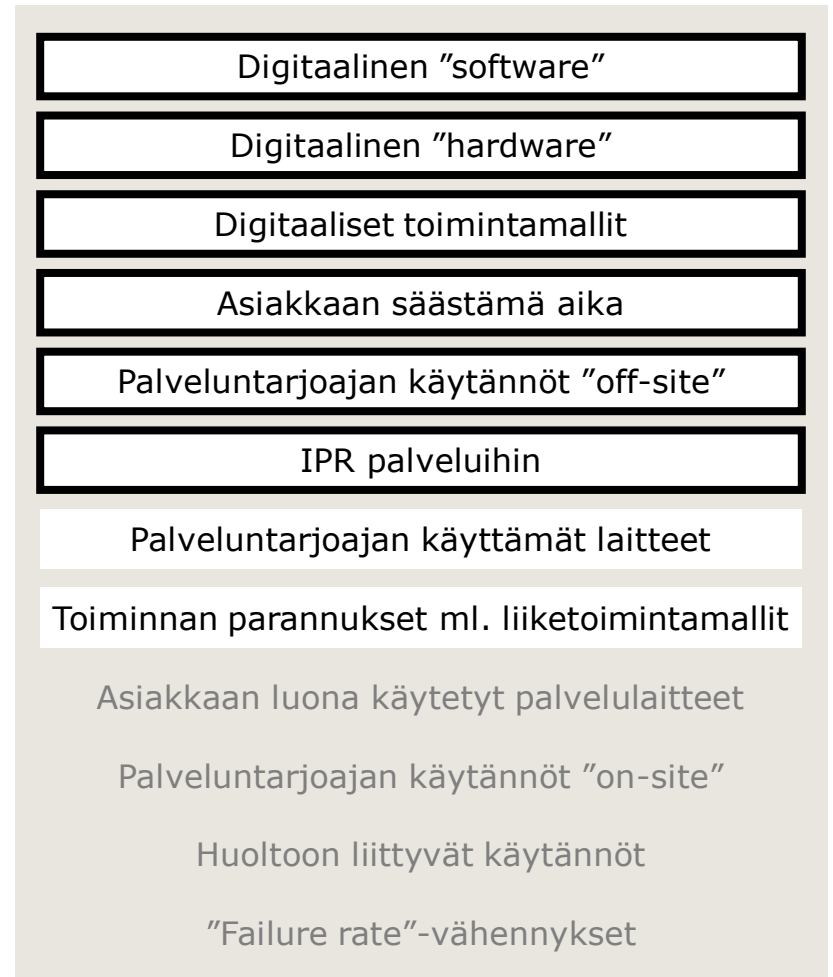 Digitaalinen ”software”
Digitaalinen ”hardware”
Digitaaliset toimintamallit
Asiakkaan säästämä aika
Palveluntarjoajan käytännöt ”off-site”
IPR palveluihin
Palveluntarjoajan käyttämät laitteet
Toiminnan parannukset ml. liiketoimintamallit
Asiakkaan luona käytetyt palvelulaitteet
Palveluntarjoajan käytännöt ”on-site”
Huoltoon liittyvät käytännöt
”Failure rate”-vähennykset